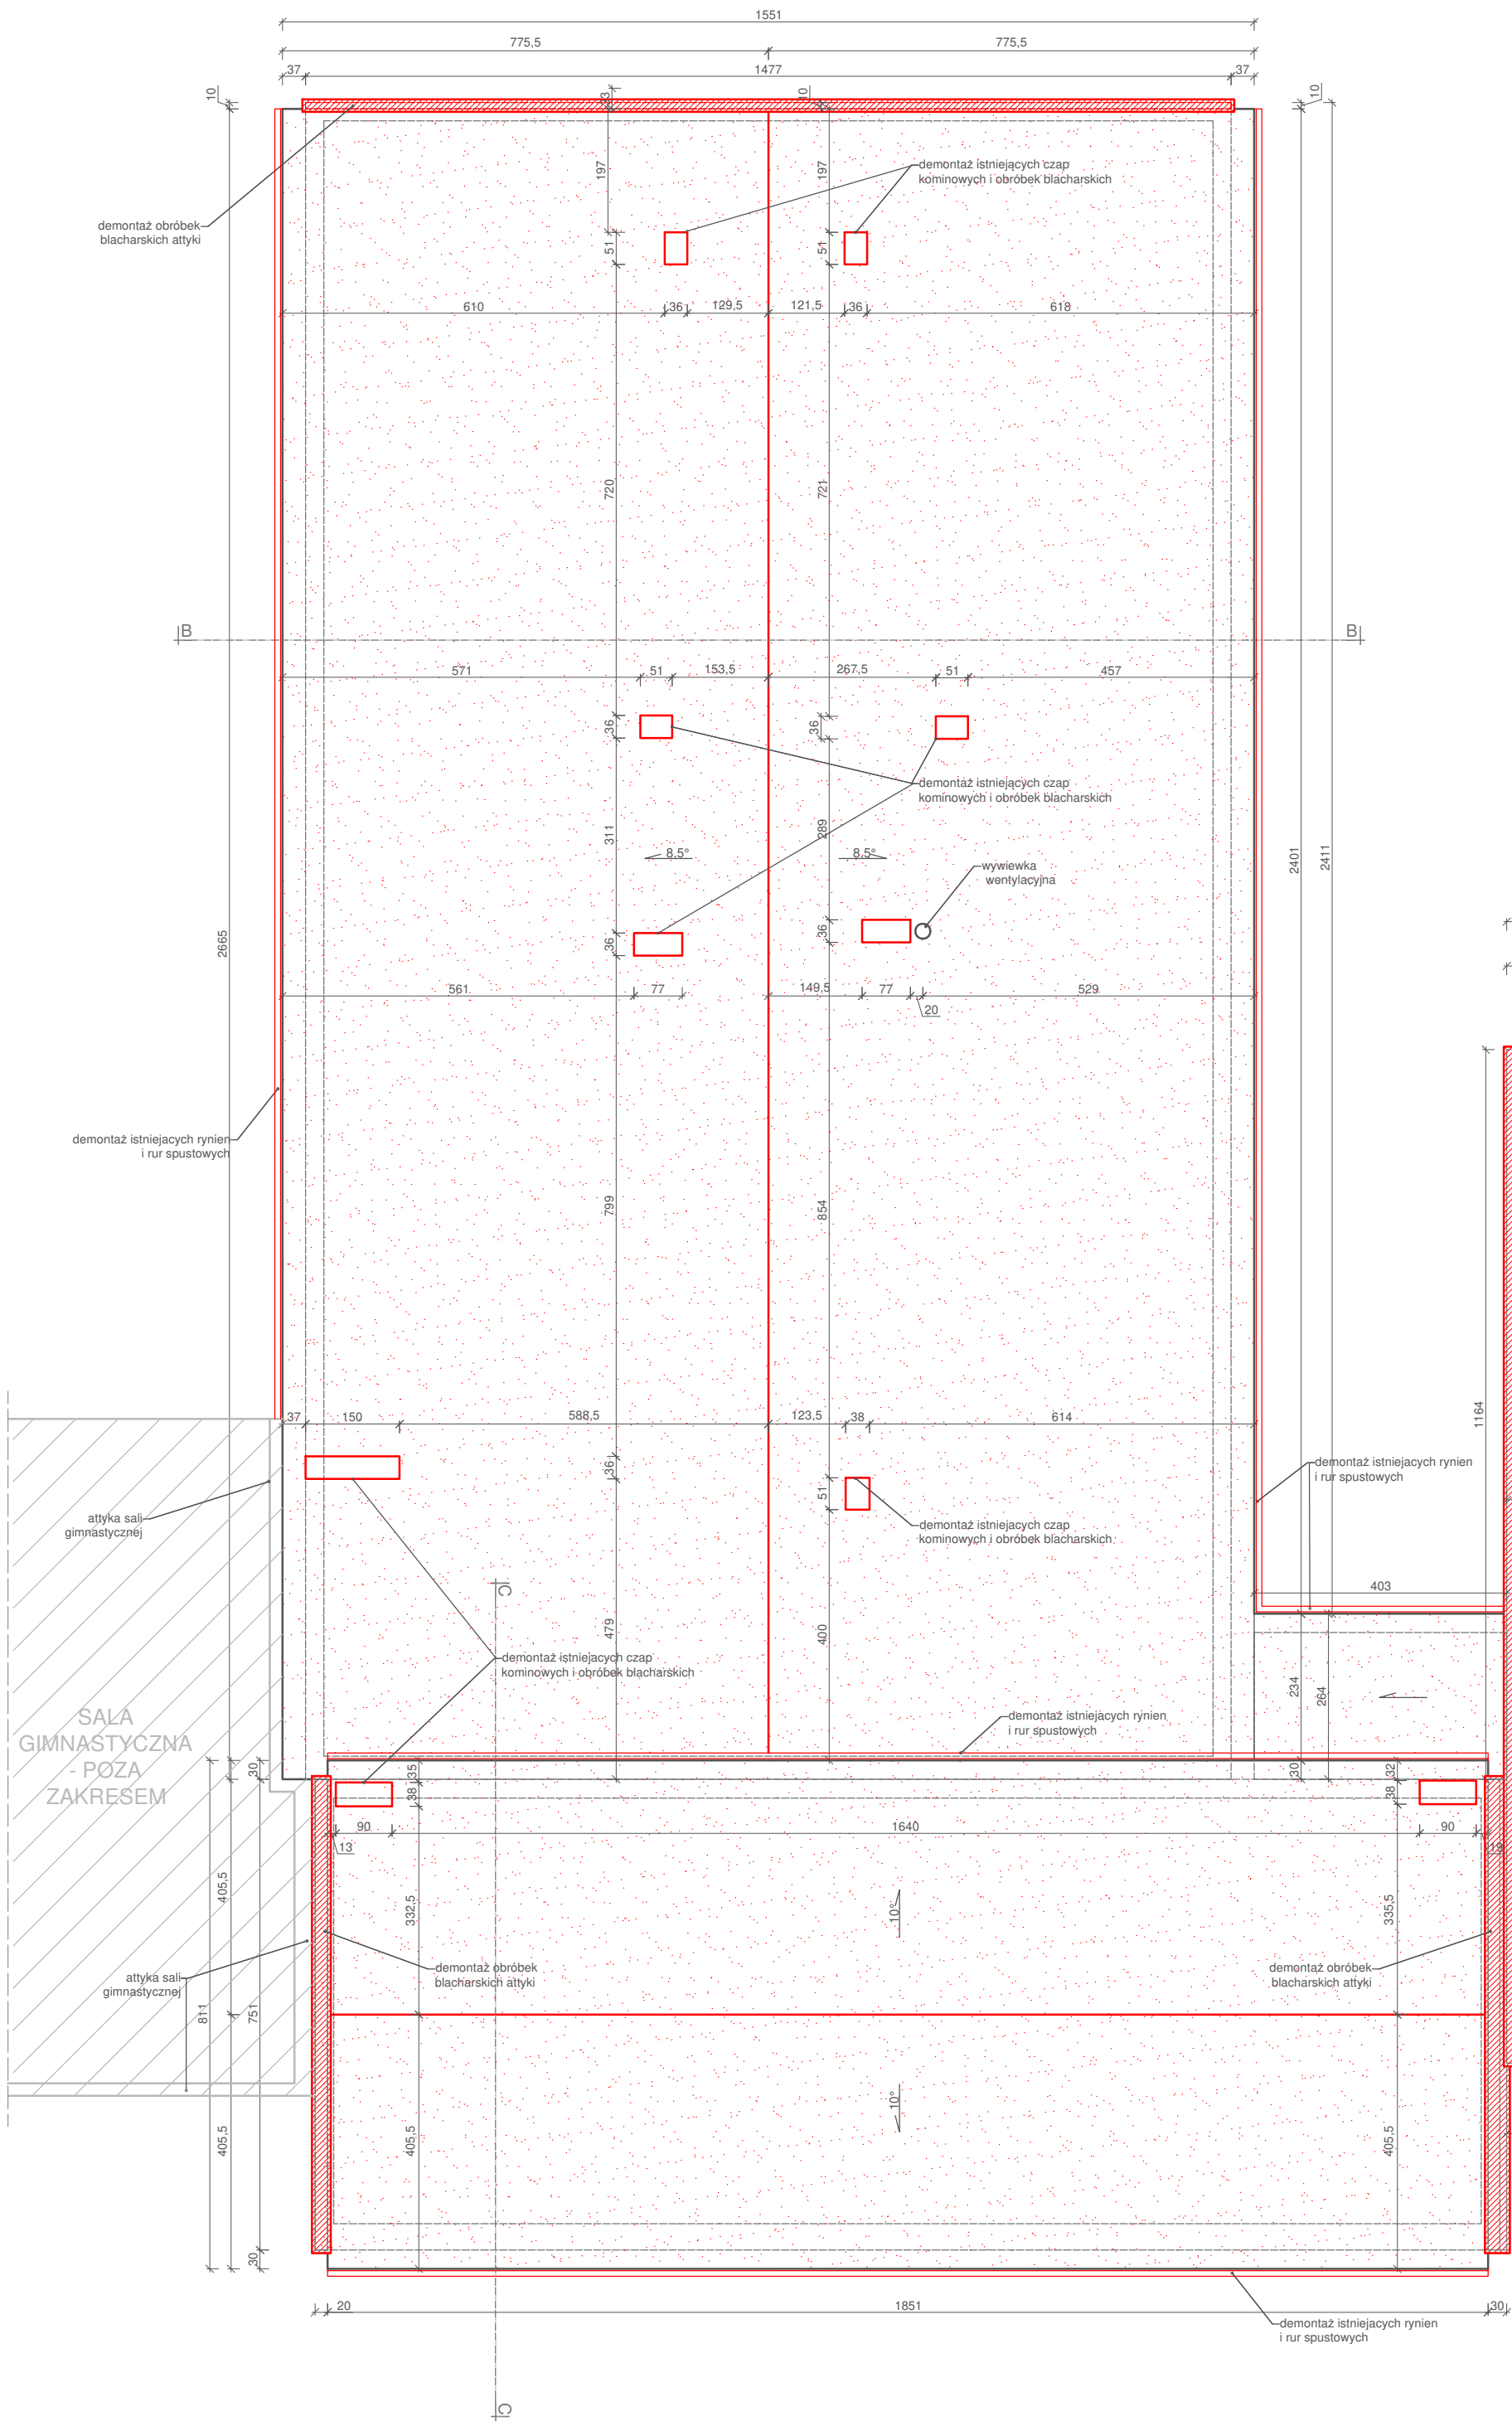 1551
775,5 775,5
37 1477 37
10 33 10 10
197 197
demontaż istniejących czap
kominowych i obróbek blacharskich
demontaż obróbek
blacharskich attyki
51 51
610 36 129,5 121,5 36 618
720 721
B B
571 51 153,5 267,5 51 457
36 36
demontaż istniejących czap
kominowych i obróbek blacharskich
311 289
8,5° 8,5°
wywiewka
wentylacyjna
2401 2411
2665
36 36
561 77 149,5 77 529
20
demontaż istniejacych rynien
i rur spustowych
799 854
1164
37 150 588,5 123,5 38 614
36 51
demontaż istniejacych rynien
i rur spustowych
attyka sali
gimnastycznej
demontaż istniejacych czap
kominowych i obróbek blacharskich
C
403
479 400
demontaż istniejacych czap
kominowych i obróbek blacharskich
234 264
SALA
GIMNASTYCZNA
- POZA
ZAKRESEM
demontaż istniejących rynien
i rur spustowych
30 35 38 30 32 38
90 1640 90
13 19
405,5 332,5 10° 335,5
demontaż obróbek
blacharskich attyki
demontaż obróbek
blacharskich attyki
attyka sali
gimnastycznej
811 751
405,5 405,5 10° 405,5
30
20 1851 30
demontaż istniejacych rynien
i rur spustowych
C